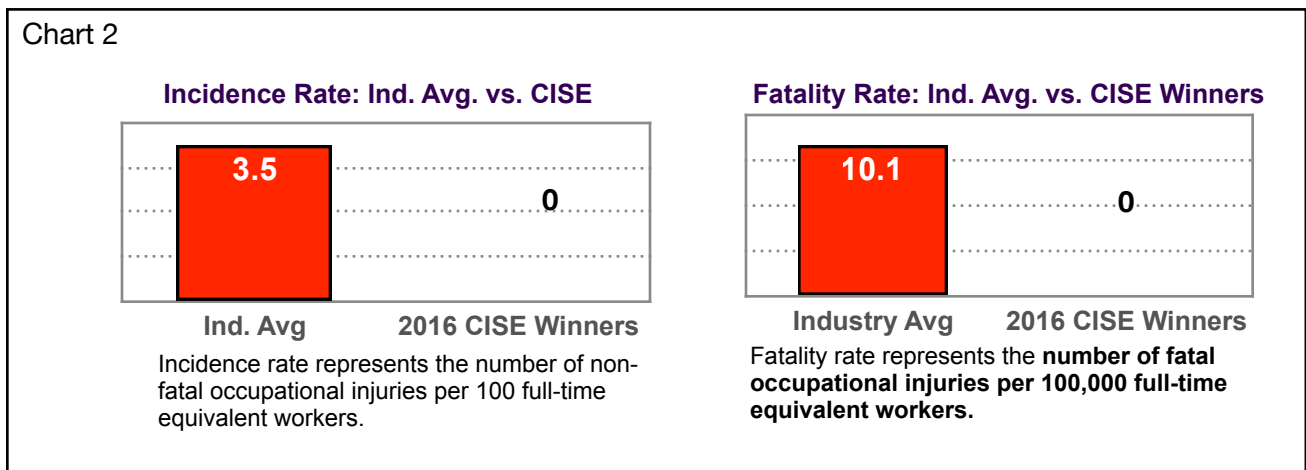 Chart 2
Incidence Rate: Ind. Avg. vs. CISE
3.5
0
Ind. Avg
2016 CISE Winners
Incidence rate represents the number of non-
fatal occupational injuries per 100 full-time
equivalent workers.
Fatality Rate: Ind. Avg. vs. CISE Winners
10.1
0
Industry Avg
2016 CISE Winners
Fatality rate represents the number of fatal
occupational injuries per 100,000 full-time
equivalent workers.